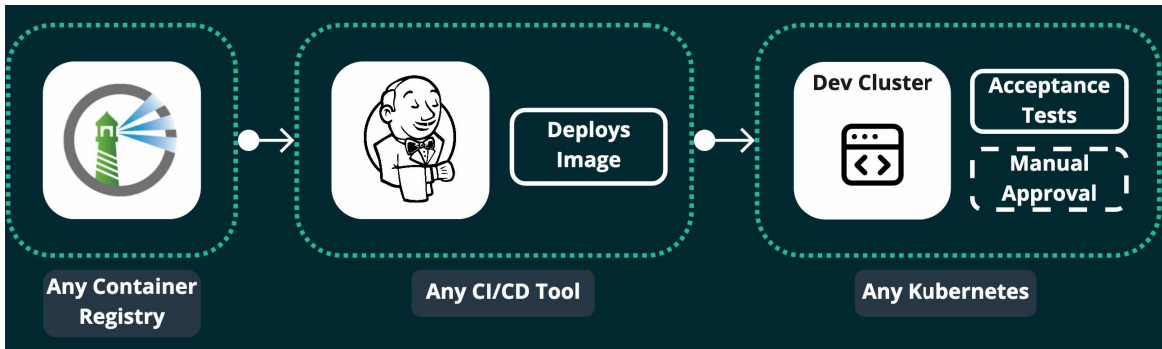 Any Container
Registry
Deploys
Image
Any CI/CD Tool
Dev Cluster
Acceptance
Tests
Manual
Approval
Any Kubernetes